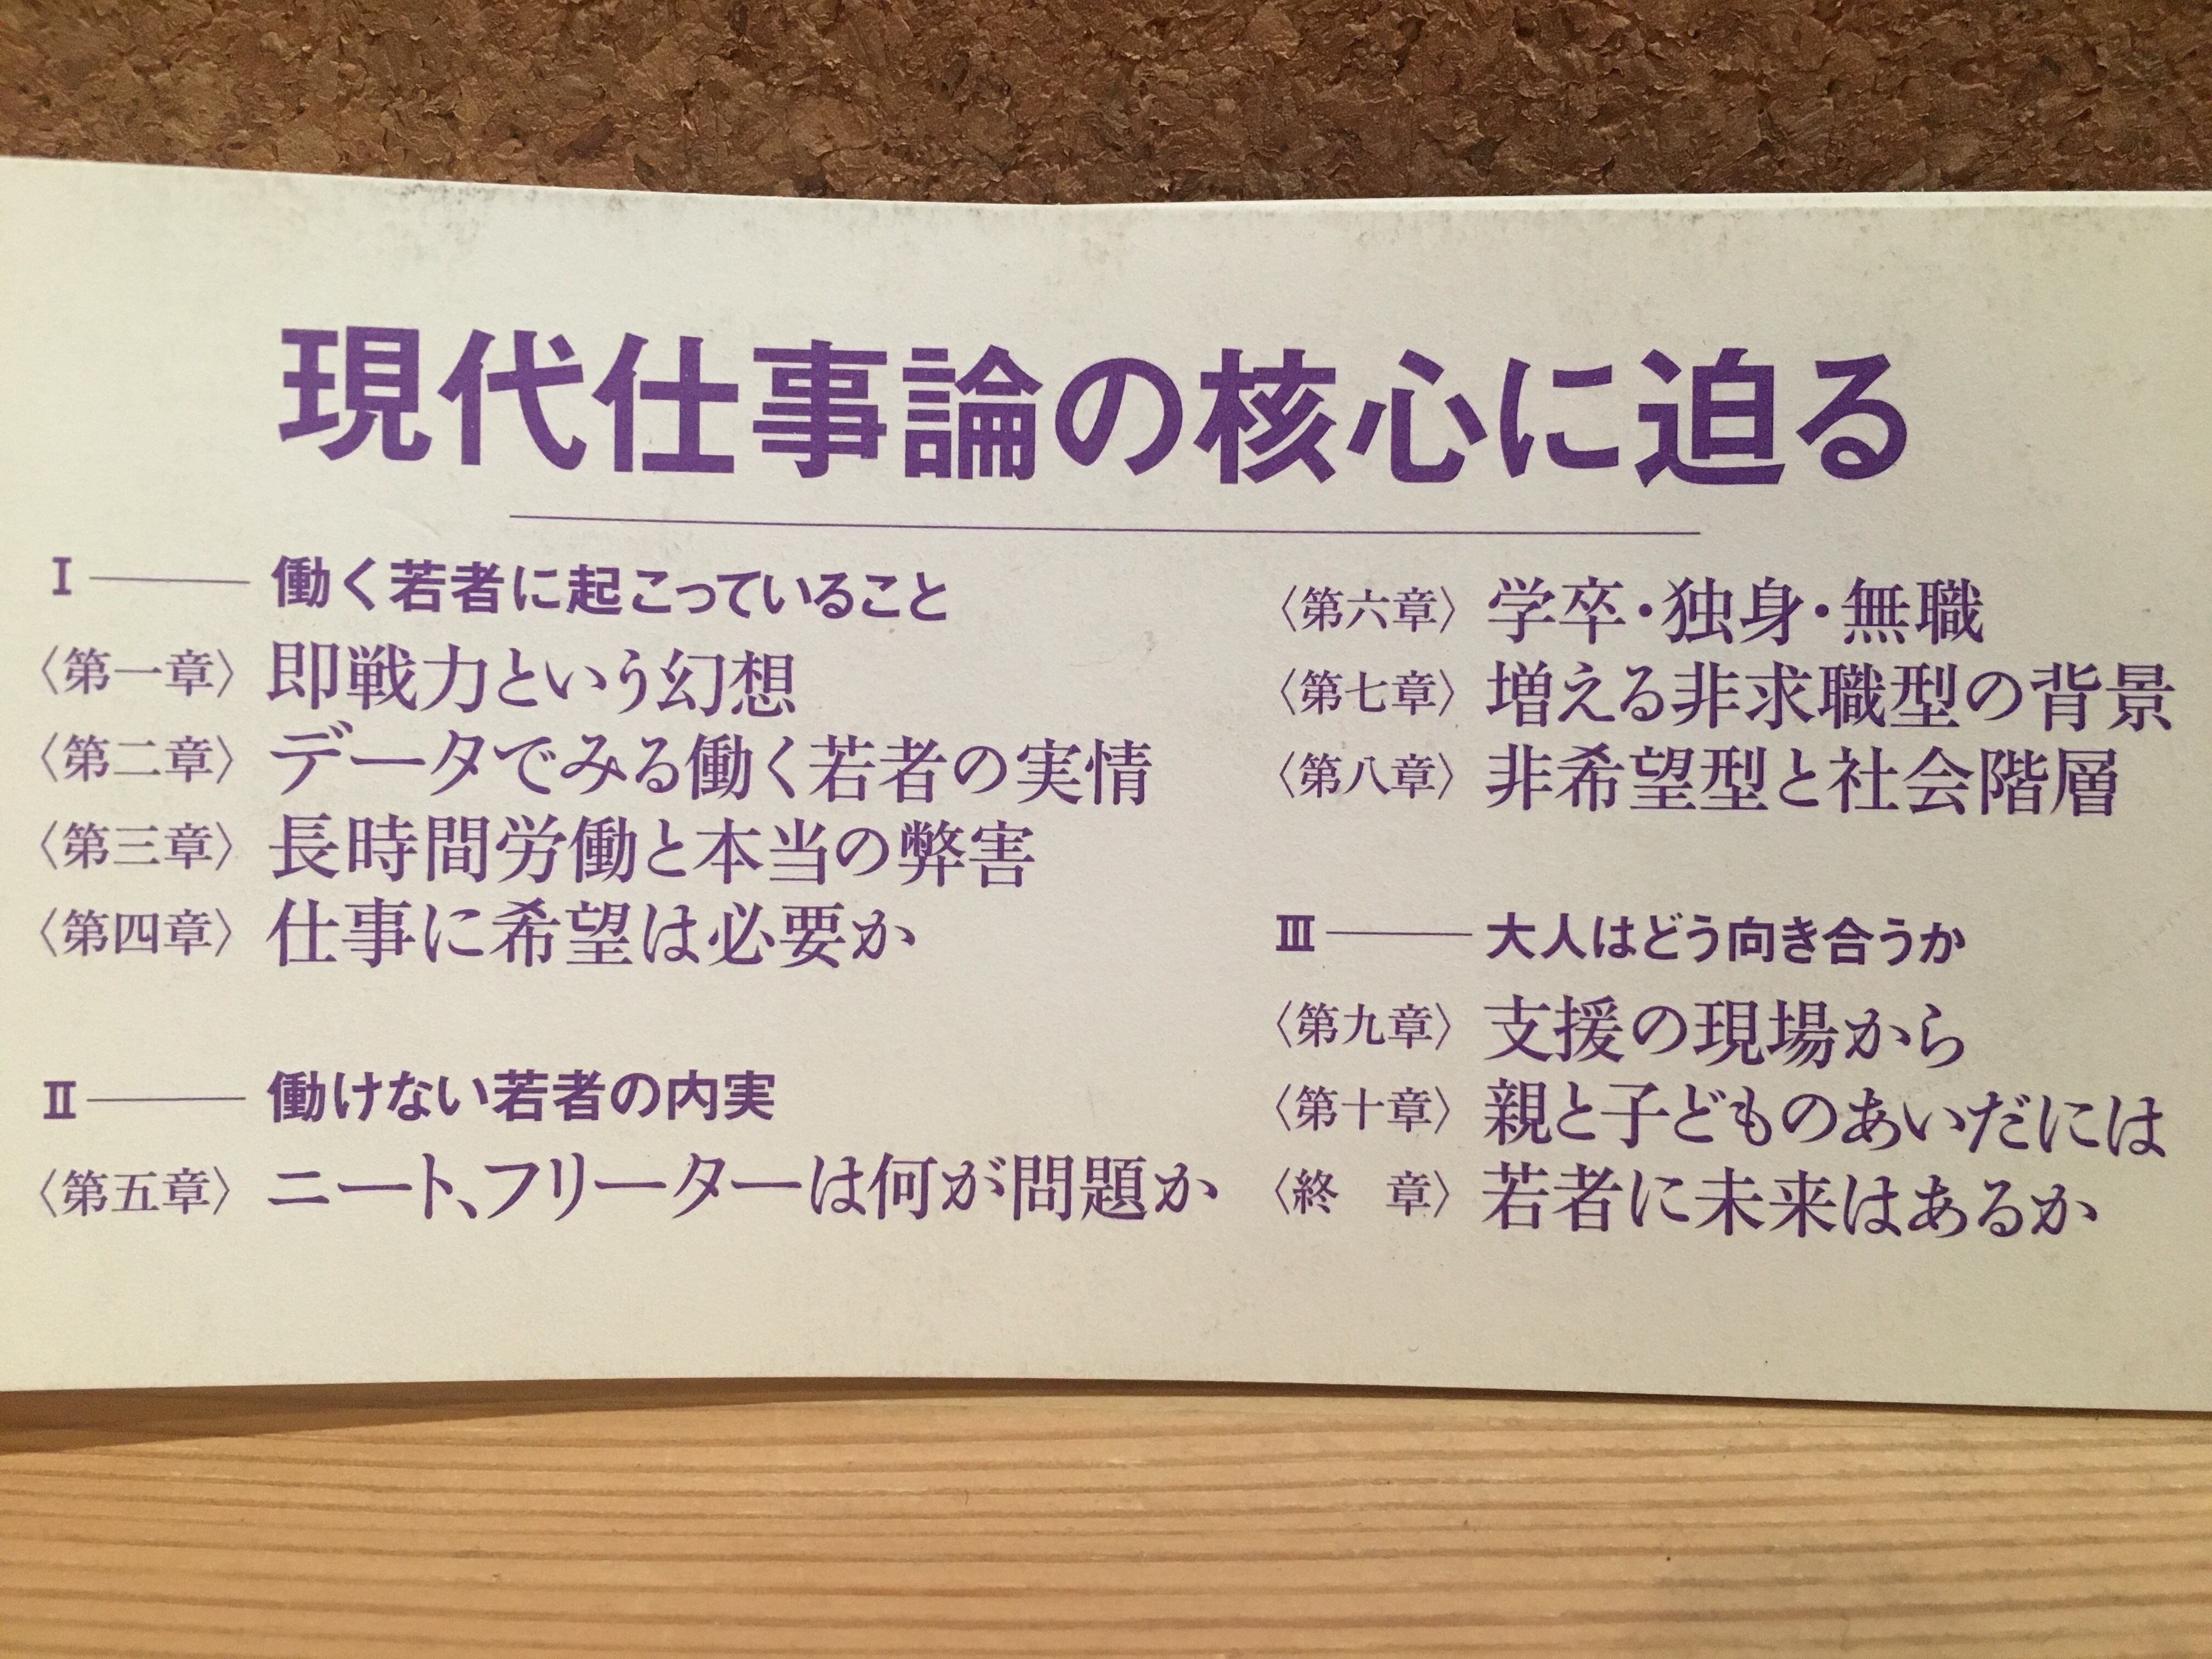 現代仕事論の核心に迫る
Ⅰ――働く若者に起こっていること
〈第一章〉即戦力という幻想
〈第二章〉データでみる働く若者の実情
〈第三章〉長時間労働と本当の弊害
〈第四章〉仕事に希望は必要か
Ⅱ――働けない若者の内実
〈第五章〉ニート、フリーターは何が問題か
〈第六章〉学卒・独身・無職
〈第七章〉増える非求職型の背景
〈第八章〉非希望型と社会階層
Ⅲ――大人はどう向き合うか
〈第九章〉支援の現場から
〈第十章〉親と子どものあいだには
〈終　章〉若者に未来はあるか